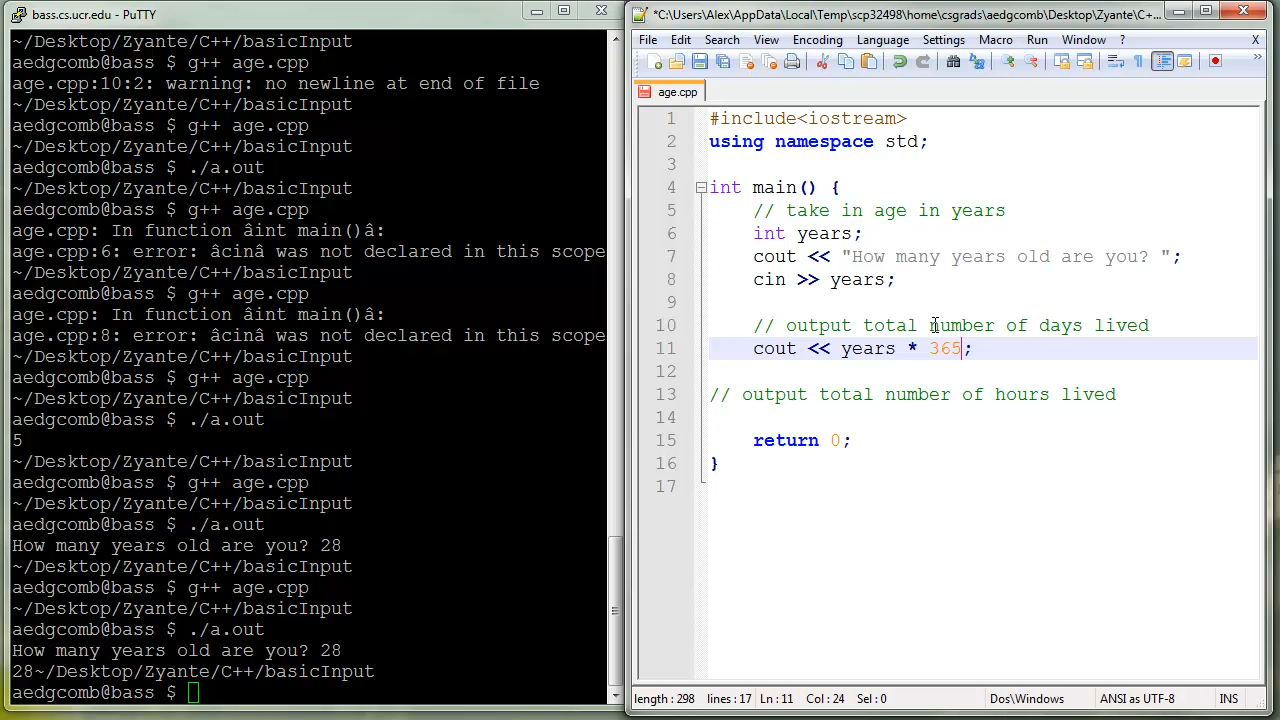 bass.cs.ucr.edu - PuTTY
~/Desktop/Zyante/C++/basicInput
aedgcomb@bass $ g++ age.cpp
age.cpp:10:2: warning: no newline at end of file
~/Desktop/Zyante/C++/basicInput
aedgcomb@bass $ g++ age.cpp
~/Desktop/Zyante/C++/basicInput
aedgcomb@bass $ ./a.out
~/Desktop/Zyante/C++/basicInput
aedgcomb@bass $ g++ age.cpp
age.cpp: In function âint main()â:
age.cpp:6: error: âcinâ was not declared in this scope
~/Desktop/Zyante/C++/basicInput
aedgcomb@bass $ g++ age.cpp
age.cpp: In function âint main()â:
age.cpp:8: error: âcinâ was not declared in this scope
~/Desktop/Zyante/C++/basicInput
aedgcomb@bass $ g++ age.cpp
~/Desktop/Zyante/C++/basicInput
aedgcomb@bass $ ./a.out
5
~/Desktop/Zyante/C++/basicInput
aedgcomb@bass $ g++ age.cpp
~/Desktop/Zyante/C++/basicInput
aedgcomb@bass $ ./a.out
How many years old are you? 28
~/Desktop/Zyante/C++/basicInput
aedgcomb@bass $ g++ age.cpp
~/Desktop/Zyante/C++/basicInput
aedgcomb@bass $ ./a.out
How many years old are you? 28
28~/Desktop/Zyante/C++/basicInput
aedgcomb@bass $
*C:\Users\Alex\AppData\Local\Temp\scp32498\home\csgrads\aedgcomb\Desktop\Zyante\C+...
File Edit Search View Encoding Language Settings Macro Run Window ? X
age.cpp
1 #include<iostream>
2 using namespace std;
3
4 int main() {
5 // take in age in years
6 int years;
7 cout << "How many years old are you? ";
8 cin >> years;
9
10 // output total number of days lived
11 cout << years * 365;
12
13 // output total number of hours lived
14
15 return 0;
16 }
17
length : 298 lines : 17 Ln : 11 Col : 24 Sel : 0 Dos\Windows ANSI as UTF-8 INS